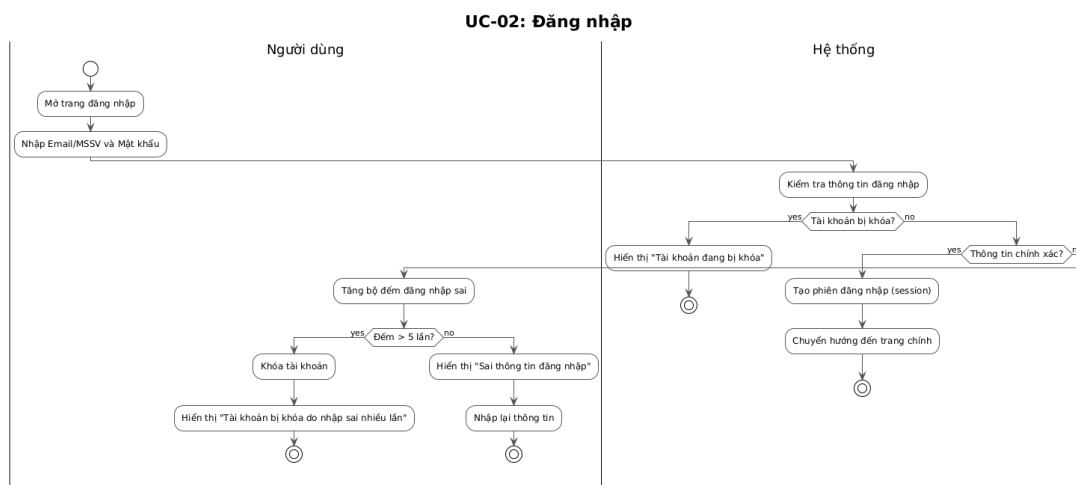 UC-02: Đăng nhập
Người dùng
Hệ thống
Mở trang đăng nhập
Nhập Email/MSSV và Mật khẩu
Kiểm tra thông tin đăng nhập
yes
Tài khoản bị khóa?
no
Hiển thị "Tài khoản đang bị khóa"
yes
Thông tin chính xác?
Tăng bộ đếm đăng nhập sai
Tạo phiên đăng nhập (session)
yes
Đếm > 5 lần?
no
Chuyển hướng đến trang chính
Khóa tài khoản
Hiển thị "Sai thông tin đăng nhập"
Hiển thị "Tài khoản bị khóa do nhập sai nhiều lần"
Nhập lại thông tin